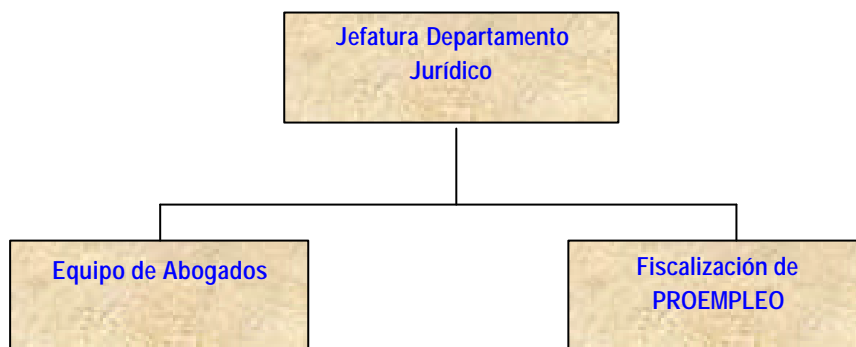 Jefatura Departamento
Jurídico
Equipo de Abogados
Fiscalización de
PROEMPLEO